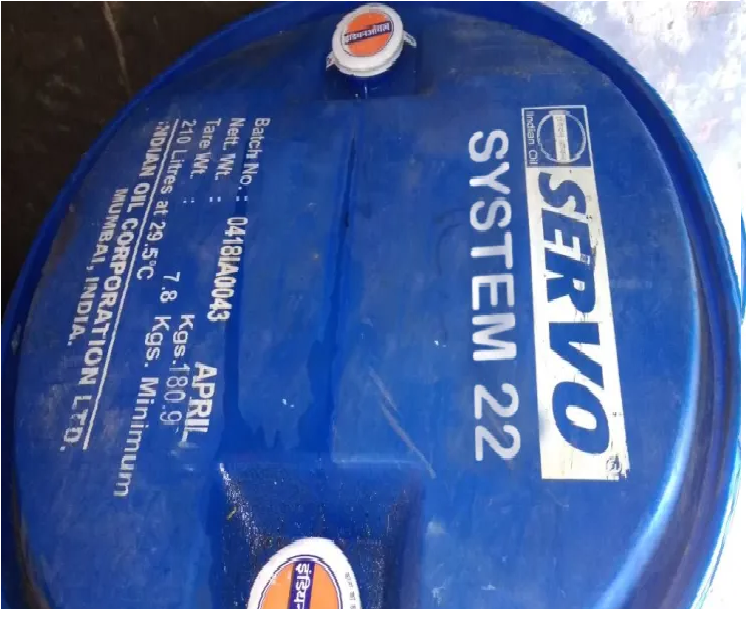 Indian Oil
SERVO
SYSTEM 22
Batch No. : 0418IA0043
APRIL
Nett. Wt. : Kgs.180.9
Tare Wt. : 7.8 Kgs. Minimum
210 Litres at 29.5°C
INDIAN OIL CORPORATION LTD.
MUMBAI, INDIA.
इंडियनऑयल